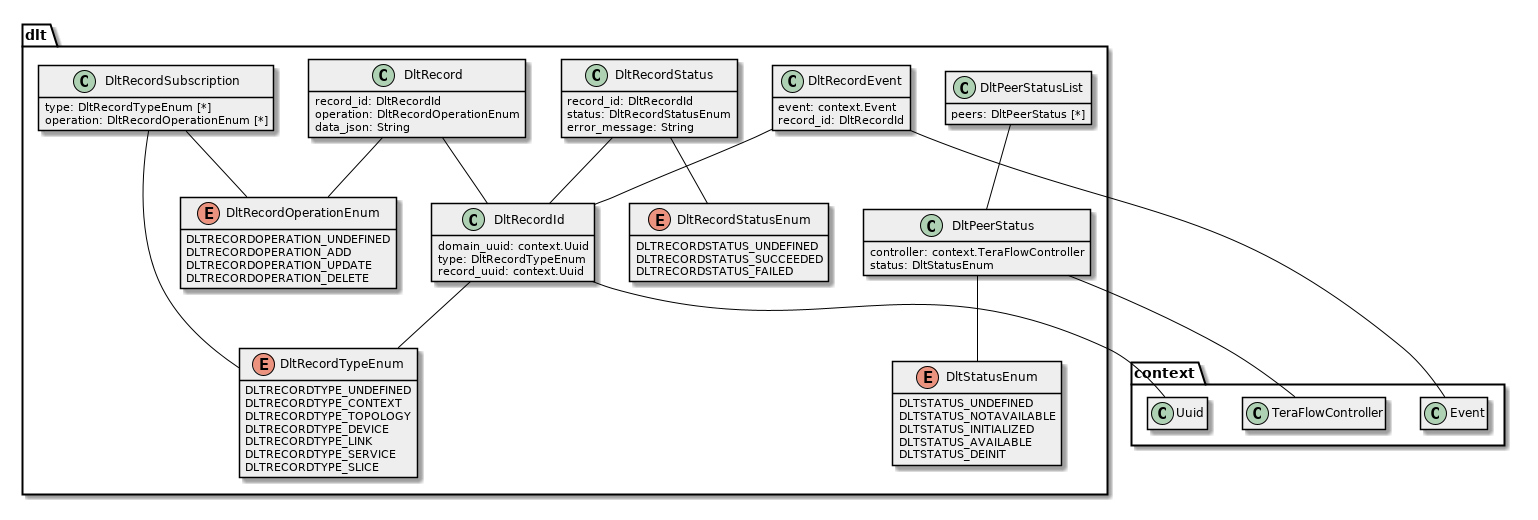 dlt
C DltRecordSubscription
type: DltRecordTypeEnum [*]
operation: DltRecordOperationEnum [*]
C DltRecord
record_id: DltRecordId
operation: DltRecordOperationEnum
data_json: String
C DltRecordStatus
record_id: DltRecordId
status: DltRecordStatusEnum
error_message: String
C DltRecordEvent
event: context.Event
record_id: DltRecordId
C DltPeerStatusList
peers: DltPeerStatus [*]
E DltRecordOperationEnum
DLTRECORDOPERATION_UNDEFINED
DLTRECORDOPERATION_ADD
DLTRECORDOPERATION_UPDATE
DLTRECORDOPERATION_DELETE
C DltRecordId
domain_uuid: context.Uuid
type: DltRecordTypeEnum
record_uuid: context.Uuid
E DltRecordStatusEnum
DLTRECORDSTATUS_UNDEFINED
DLTRECORDSTATUS_SUCCEEDED
DLTRECORDSTATUS_FAILED
C DltPeerStatus
controller: context.TeraFlowController
status: DltStatusEnum
E DltRecordTypeEnum
DLTRECORDTYPE_UNDEFINED
DLTRECORDTYPE_CONTEXT
DLTRECORDTYPE_TOPOLOGY
DLTRECORDTYPE_DEVICE
DLTRECORDTYPE_LINK
DLTRECORDTYPE_SERVICE
DLTRECORDTYPE_SLICE
E DltStatusEnum
DLTSTATUS_UNDEFINED
DLTSTATUS_NOTAVAILABLE
DLTSTATUS_INITIALIZED
DLTSTATUS_AVAILABLE
DLTSTATUS_DEINIT
context
C Uuid
C TeraFlowController
C Event